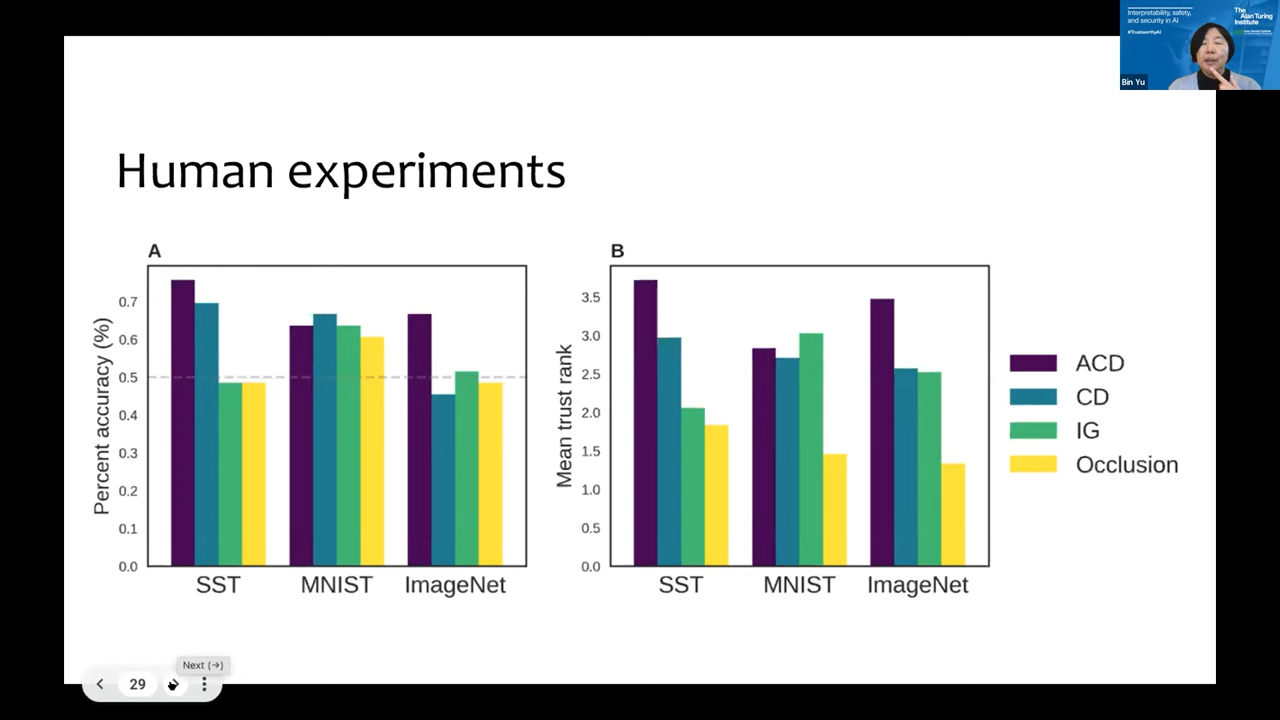 Interpretability, safety,
and security in AI
#TrustworthyAI
The
Alan Turing
Institute
Bin Yu
Human experiments
A
Percent accuracy (%)
0.7
0.6
0.5
0.4
0.3
0.2
0.1
0.0
SST
MNIST
ImageNet
B
Mean trust rank
3.5
3.0
2.5
2.0
1.5
1.0
0.5
0.0
SST
MNIST
ImageNet
ACD
CD
IG
Occlusion
Next (→)
29